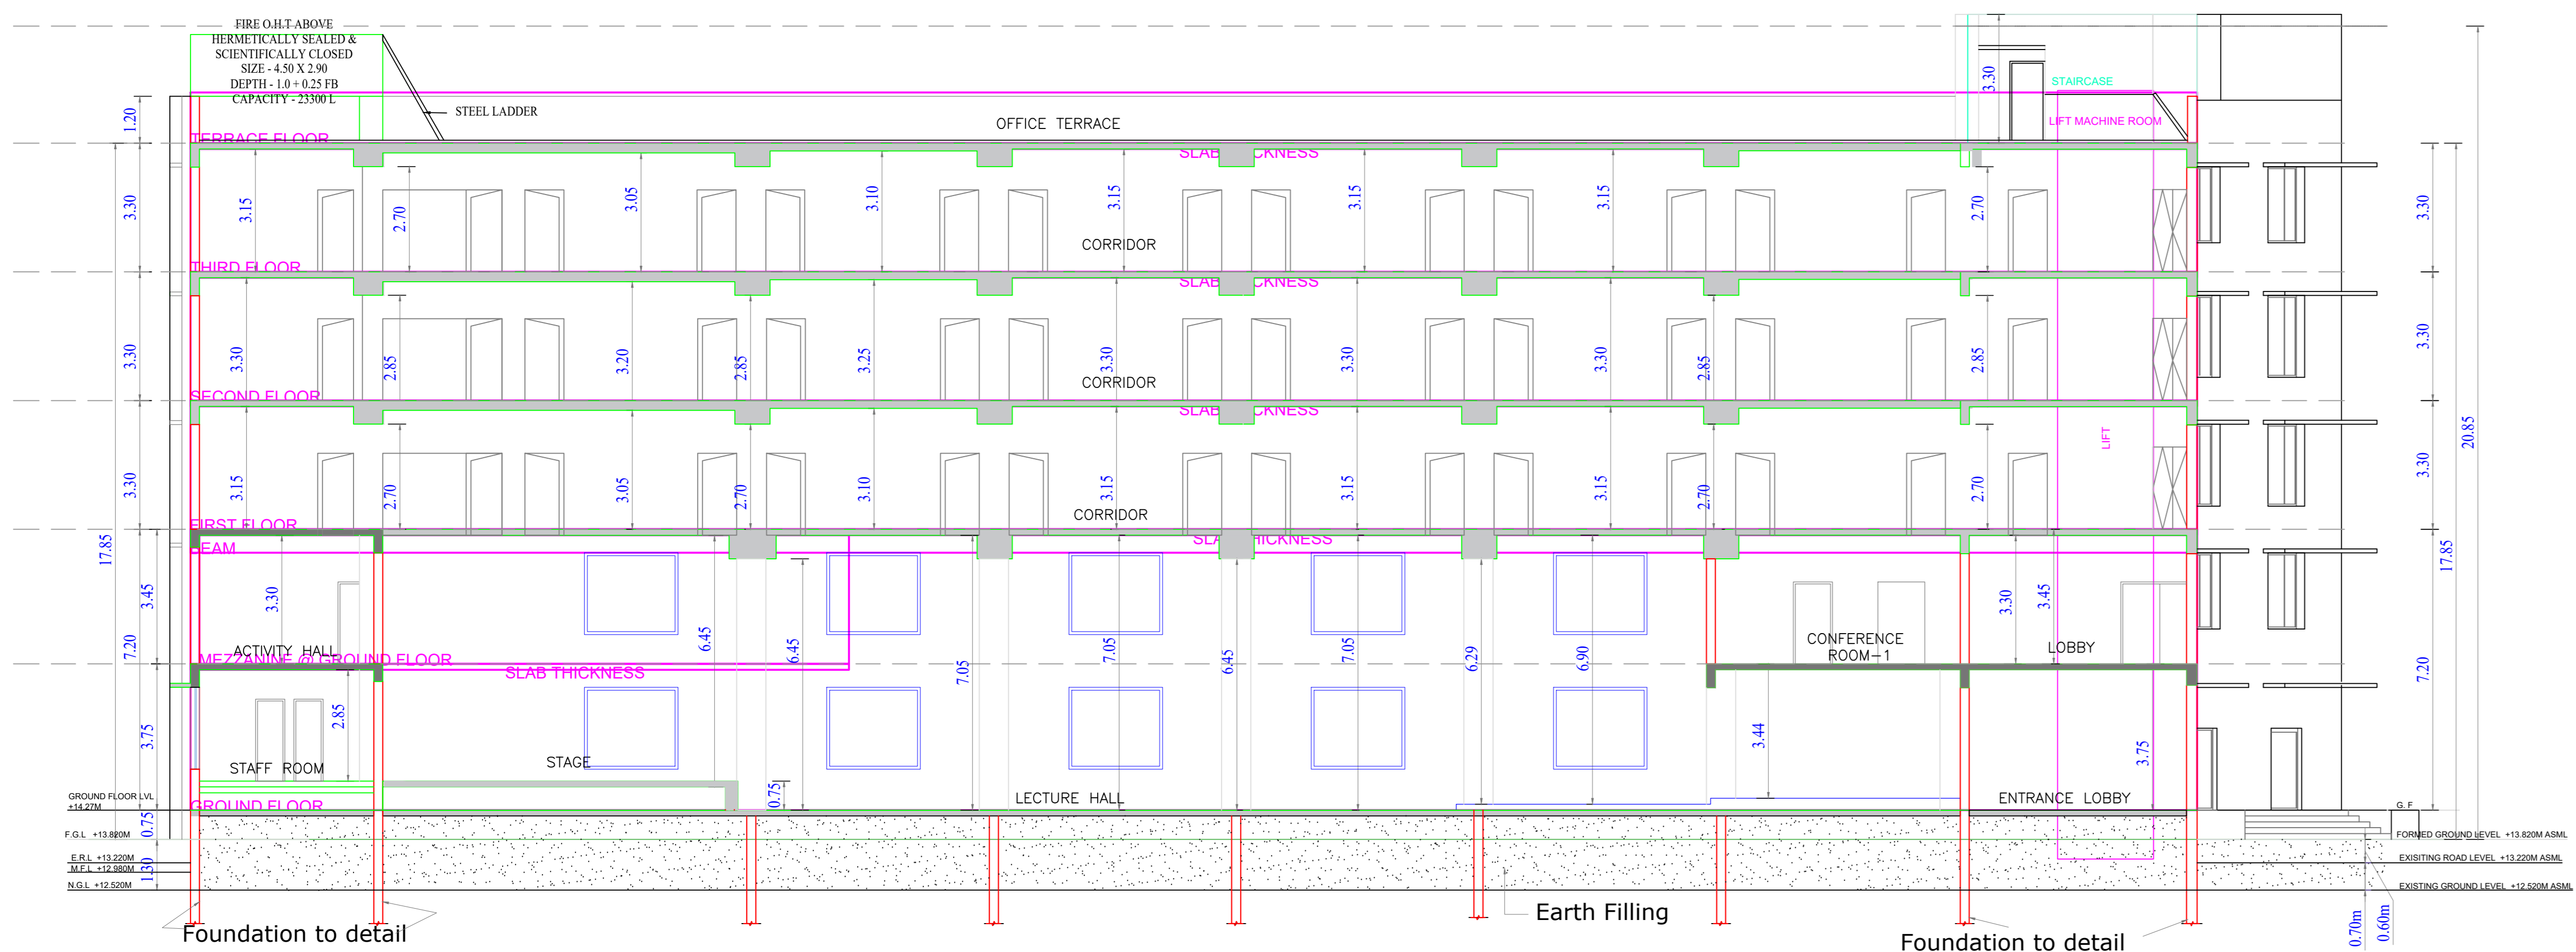 FIRE O.H.T ABOVE
HERMETICALLY SEALED &
SCIENTIFICALLY CLOSED
SIZE - 4.50 X 2.90
DEPTH - 1.0 + 0.25 FB
CAPACITY - 23300 L
STEEL LADDER
OFFICE TERRACE
3.30
STAIRCASE
LIFT MACHINE ROOM
1.20
TERRACE FLOOR
SLAB THICKNESS
3.30
3.15
2.70
3.05
3.10
3.15
3.15
3.15
2.70
3.30
CORRIDOR
THIRD FLOOR
SLAB THICKNESS
3.30
3.30
2.85
3.20
2.85
3.25
3.30
3.30
3.30
2.85
2.85
3.30
CORRIDOR
SECOND FLOOR
SLAB THICKNESS
20.85
LIFT
3.30
3.15
2.70
3.05
2.70
3.10
3.15
3.15
3.15
2.70
2.70
3.30
CORRIDOR
FIRST FLOOR
BEAM
SLAB THICKNESS
17.85
17.85
3.45
3.30
3.30
3.45
7.20
6.45
6.45
7.05
7.05
6.45
7.05
6.29
6.90
7.20
ACTIVITY HALL
CONFERENCE
ROOM-1
LOBBY
MEZZANINE @ GROUND FLOOR
SLAB THICKNESS
3.75
2.85
3.44
3.75
STAFF ROOM
STAGE
0.75
LECTURE HALL
ENTRANCE LOBBY
GROUND FLOOR LVL
+14.27M
GROUND FLOOR
G. F
0.75
F.G.L +13.820M
FORMED GROUND LEVEL +13.820M ASML
E.R.L +13.220M
EXISITING ROAD LEVEL +13.220M ASML
M.F.L +12.980M
1.30
N.G.L +12.520M
EXISTING GROUND LEVEL +12.520M ASML
Earth Filling
0.70m
0.60m
Foundation to detail
Foundation to detail